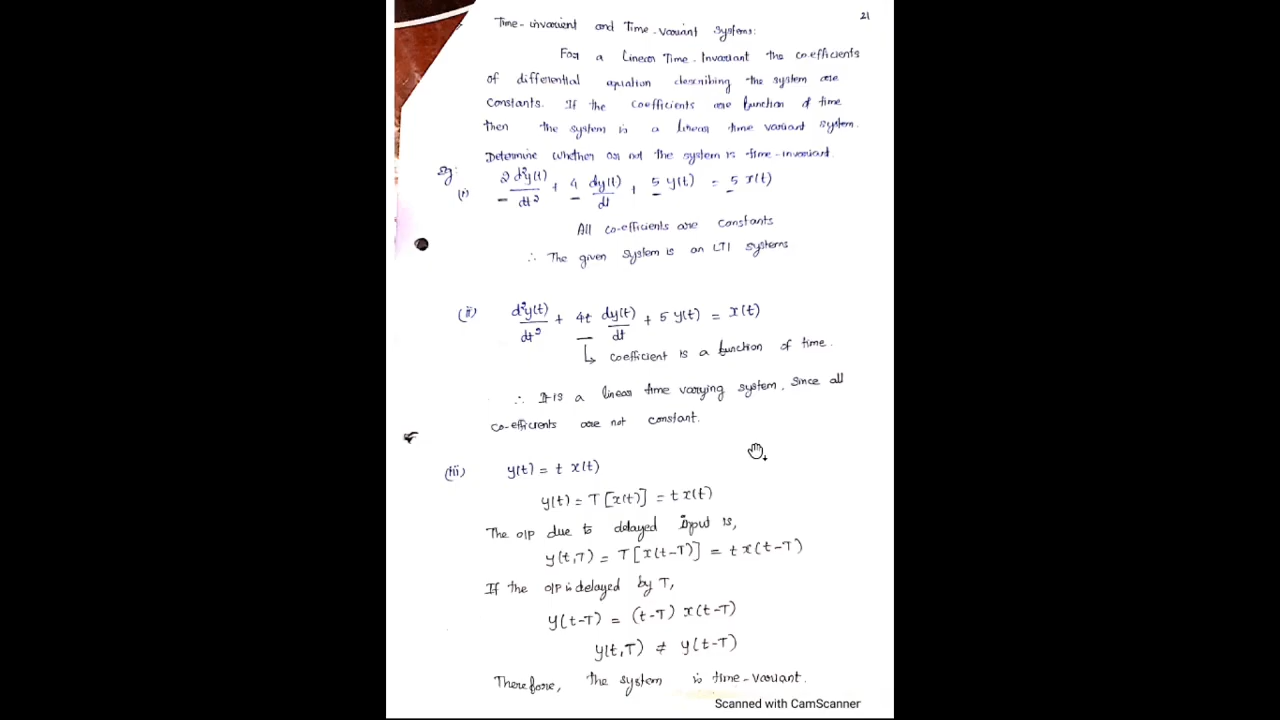 21
Time-invarient and Time-variant Systems:
For a Linear Time-Invariant the co.efficients
of differential equation describing the system are
Constants. If the coefficients are function of time
then the system is a linear time variant system.
Determine whether or not the system is time-invariant.
Eg:
(i) 2 d²y(t)/dt² + 4 dy(t)/dt + 5 y(t) = 5 x(t)
All co-efficients are constants
∴ The given system is an LTI systems
(ii) d²y(t)/dt² + 4t dy(t)/dt + 5 y(t) = x(t)
↳ coefficient is a function of time.
∴ It is a linear time varying system. Since all
co-efficients are not constant.
(iii) y(t) = t x(t)
y(t) = T[x(t)] = t x(t)
The o/p due to delayed input is,
y(t,T) = T[x(t-T)] = t x(t-T)
If the o/p is delayed by T,
y(t-T) = (t-T) x(t-T)
y(t,T) ≠ y(t-T)
Therefore, the system is time-variant.
Scanned with CamScanner